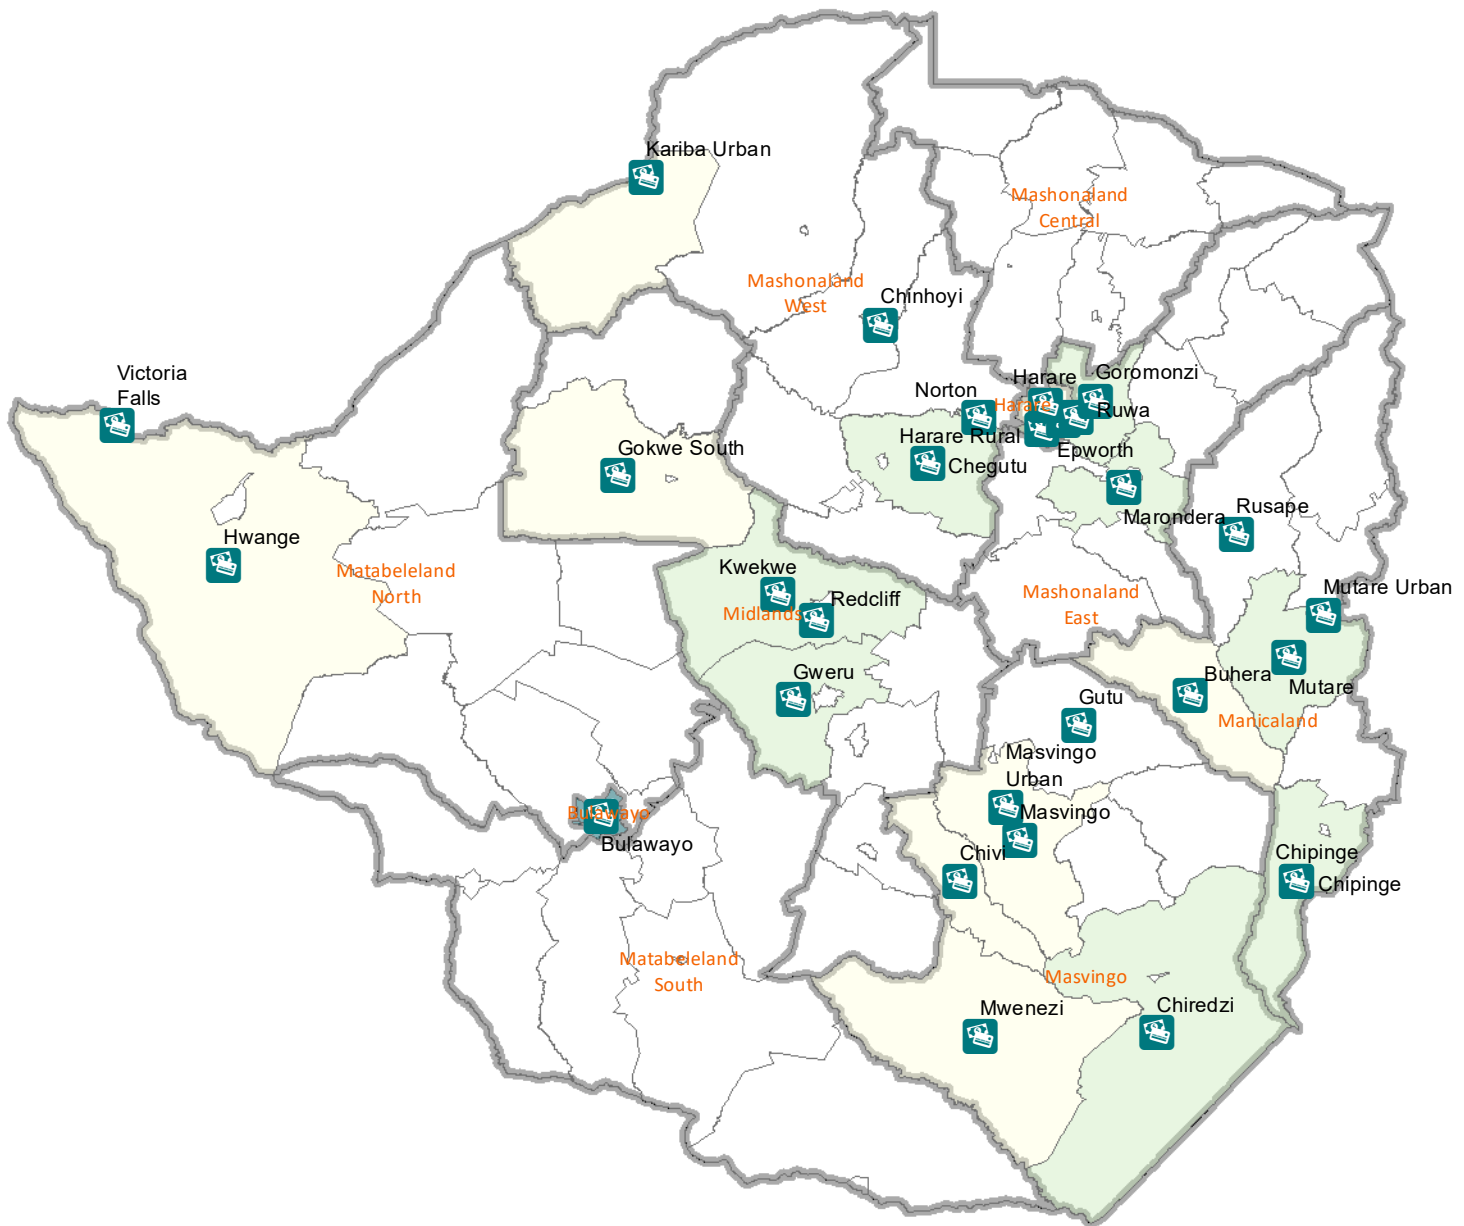 Kariba Urban
Mashonaland
Central
Mashonaland
West
Chinhoyi
Victoria
Falls
Harare
Goromonzi
Norton
Harare
Ruwa
Harare Rural
Epworth
Gokwe South
Chegutu
Marondera
Rusape
Hwange
Matabeleland
North
Kwekwe
Redcliff
Midlands
Mashonaland
East
Mutare Urban
Gweru
Buhera
Mutare
Gutu
Manicaland
Masvingo
Urban
Masvingo
Bulawayo
Bulawayo
Chivi
Chipinge
Chipinge
Matabeleland
South
Masvingo
Mwenezi
Chiredzi